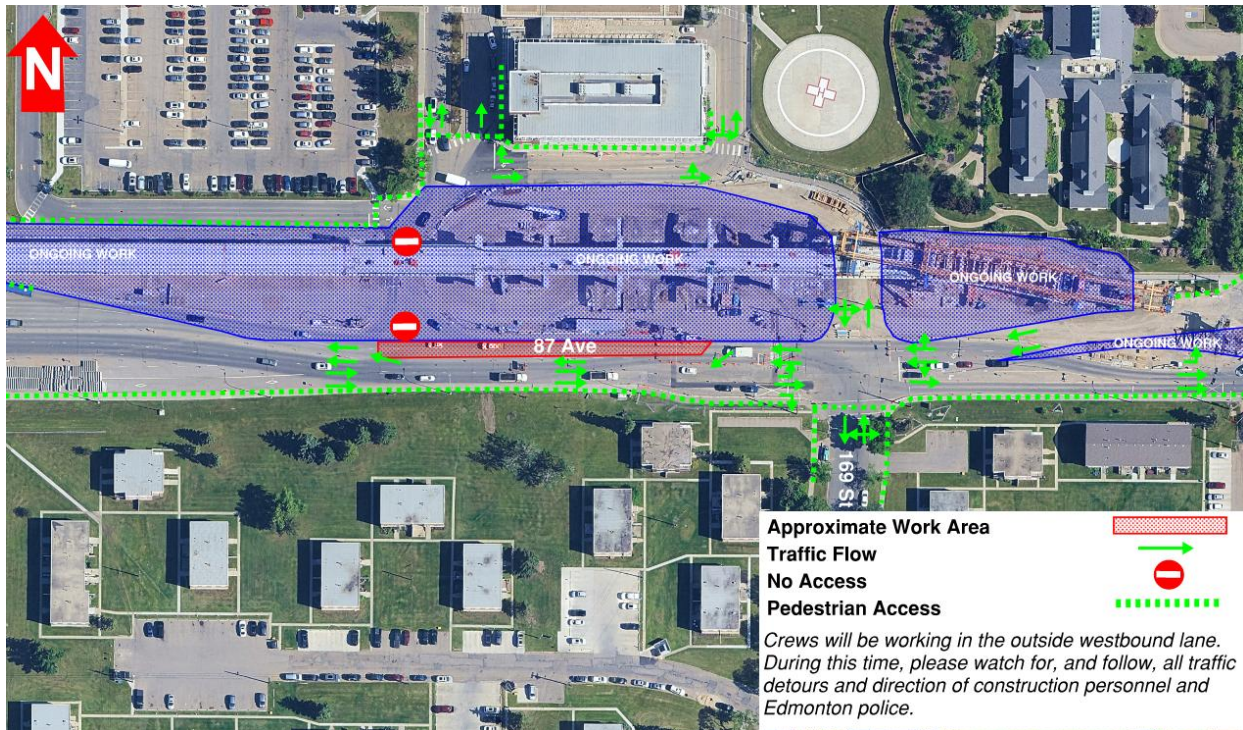 N
ONGOING WORK
ONGOING WORK
ONGOING WORK
ONGOING WORK
87 Ave
169 St
Approximate Work Area
Traffic Flow
No Access
Pedestrian Access
Crews will be working in the outside westbound lane.
During this time, please watch for, and follow, all traffic
detours and direction of construction personnel and
Edmonton police.